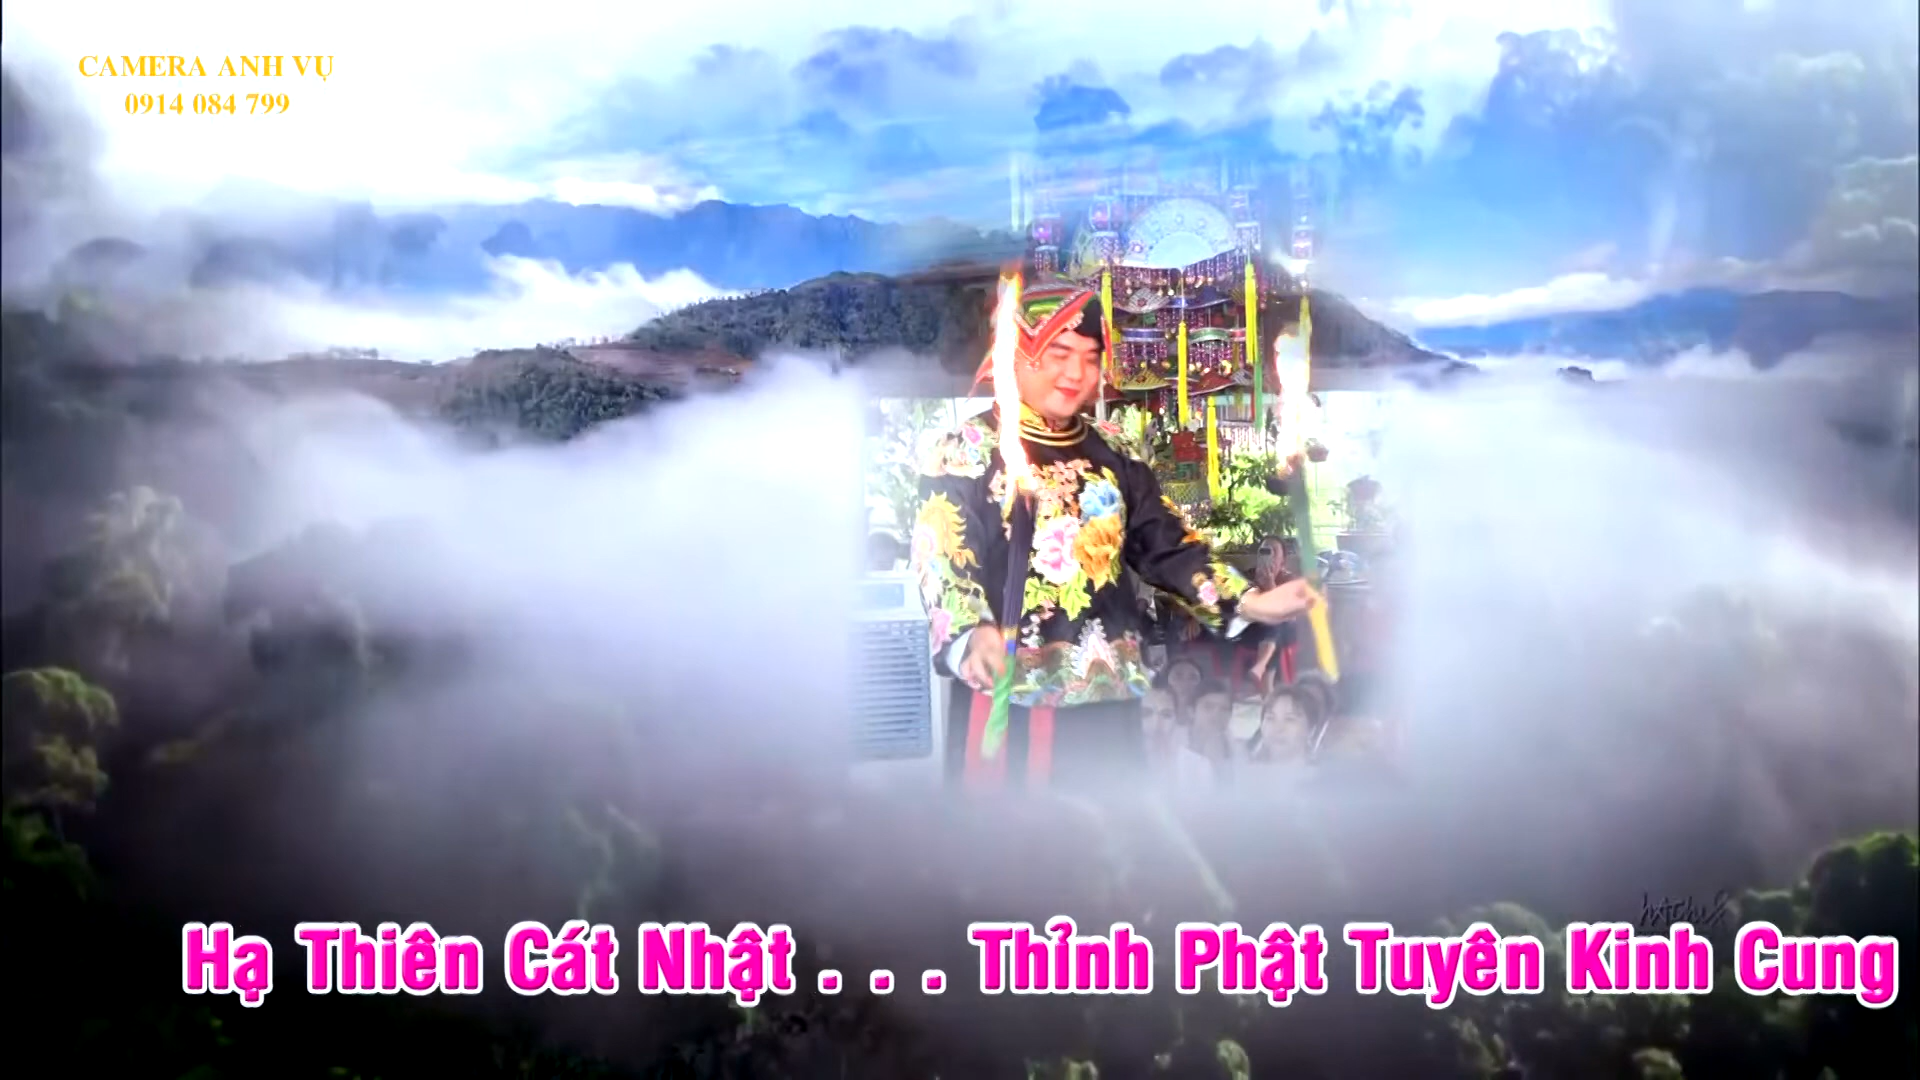 CAMERA ANH VỤ
0914 084 799
Hạ Thiên Cát Nhật . . . Thỉnh Phật Tuyên Kinh Cung